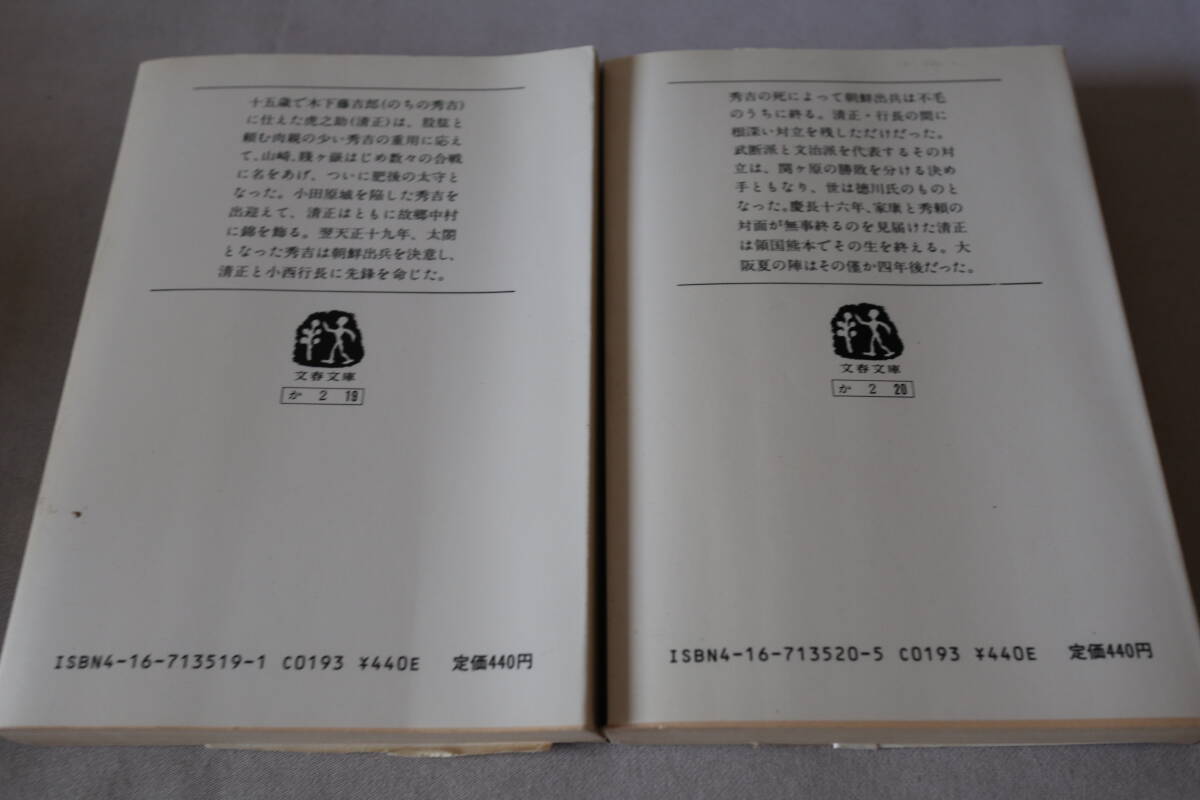 十五歳で木下藤吉郎(のちの秀吉)
に仕えた虎之助(清正)は、股肱と
頼む肉親の少い秀吉の重用に応え
て、山崎、賤ヶ嶽はじめ数々の合戦
に名をあげ、ついに肥後の太守と
なった。小田原城を陥した秀吉を
出迎えて、清正はともに故郷中村
に錦を飾る。翌天正十九年、太閤
となった秀吉は朝鮮出兵を決意し、
清正と小西行長に先鋒を命じた。
文春文庫
か 2 19
ISBN4-16-713519-1 C0193 ¥440E 定価440円
秀吉の死によって朝鮮出兵は不毛
のうちに終る。清正・行長の間に
根深い対立を残しただけだった。
武断派と文治派を代表するその対
立は、関ヶ原の勝敗を分ける決め
手ともなり、世は徳川氏のものと
なった。慶長十六年、家康と秀頼の
対面が無事終るのを見届けた清正
は領国熊本でその生を終える。大
阪夏の陣はその僅か四年後だった。
文春文庫
か 2 20
ISBN4-16-713520-5 C0193 ¥440E 定価440円